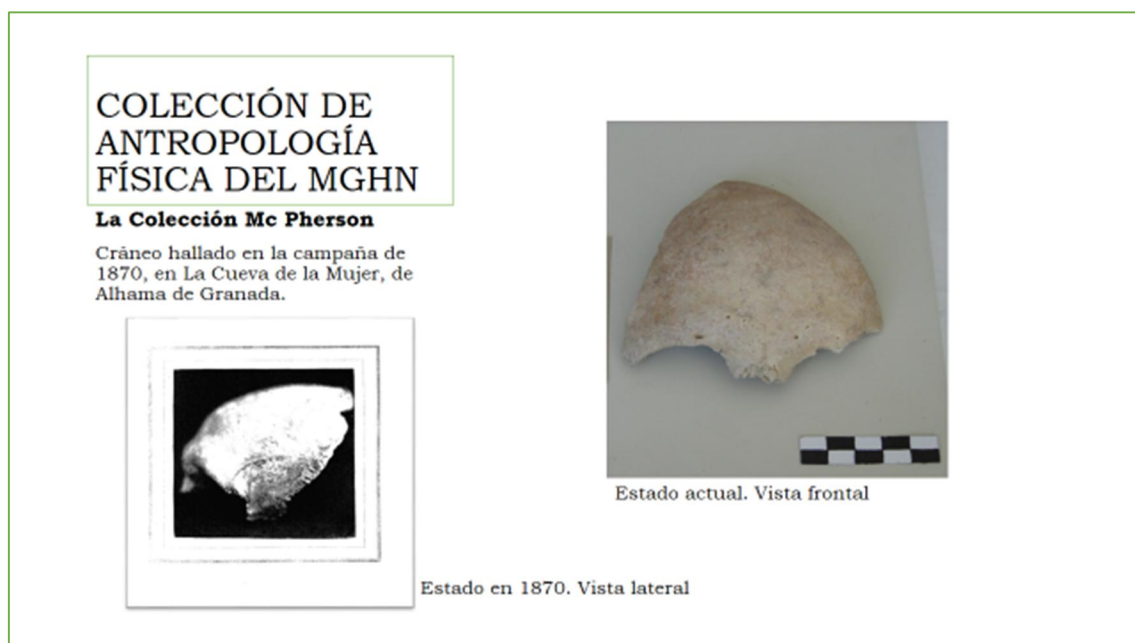 COLECCIÓN DE
ANTROPOLOGÍA
FÍSICA DEL MGHN
La Colección Mc Pherson
Cráneo hallado en la campaña de
1870, en La Cueva de la Mujer, de
Alhama de Granada.
Estado actual. Vista frontal
Estado en 1870. Vista lateral